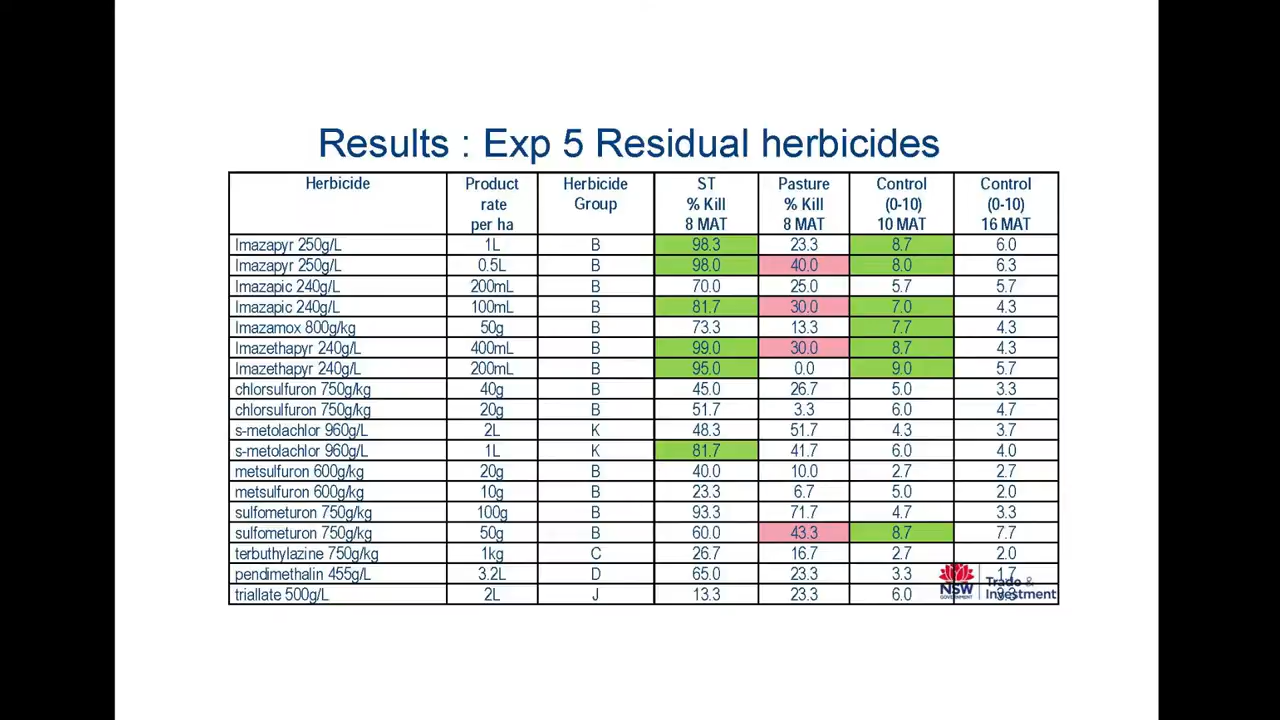 Results : Exp 5 Residual herbicides
Herbicide Product rate per ha Herbicide Group ST % Kill 8 MAT Pasture % Kill 8 MAT Control (0-10) 10 MAT Control (0-10) 16 MAT
Imazapyr 250g/L 1L B 98.3 23.3 8.7 6.0
Imazapyr 250g/L 0.5L B 98.0 40.0 8.0 6.3
Imazapic 240g/L 200mL B 70.0 25.0 5.7 5.7
Imazapic 240g/L 100mL B 81.7 30.0 7.0 4.3
Imazamox 800g/kg 50g B 73.3 13.3 7.7 4.3
Imazethapyr 240g/L 400mL B 99.0 30.0 8.7 4.3
Imazethapyr 240g/L 200mL B 95.0 0.0 9.0 5.7
chlorsulfuron 750g/kg 40g B 45.0 26.7 5.0 3.3
chlorsulfuron 750g/kg 20g B 51.7 3.3 6.0 4.7
s-metolachlor 960g/L 2L K 48.3 51.7 4.3 3.7
s-metolachlor 960g/L 1L K 81.7 41.7 6.0 4.0
metsulfuron 600g/kg 20g B 40.0 10.0 2.7 2.7
metsulfuron 600g/kg 10g B 23.3 6.7 5.0 2.0
sulfometuron 750g/kg 100g B 93.3 71.7 4.7 3.3
sulfometuron 750g/kg 50g B 60.0 43.3 8.7 7.7
terbuthylazine 750g/kg 1kg C 26.7 16.7 2.7 2.0
pendimethalin 455g/L 3.2L D 65.0 23.3 3.3 1.7
triallate 500g/L 2L J 13.3 23.3 6.0
NSW
GOVERNMENT
Trade &
Investment